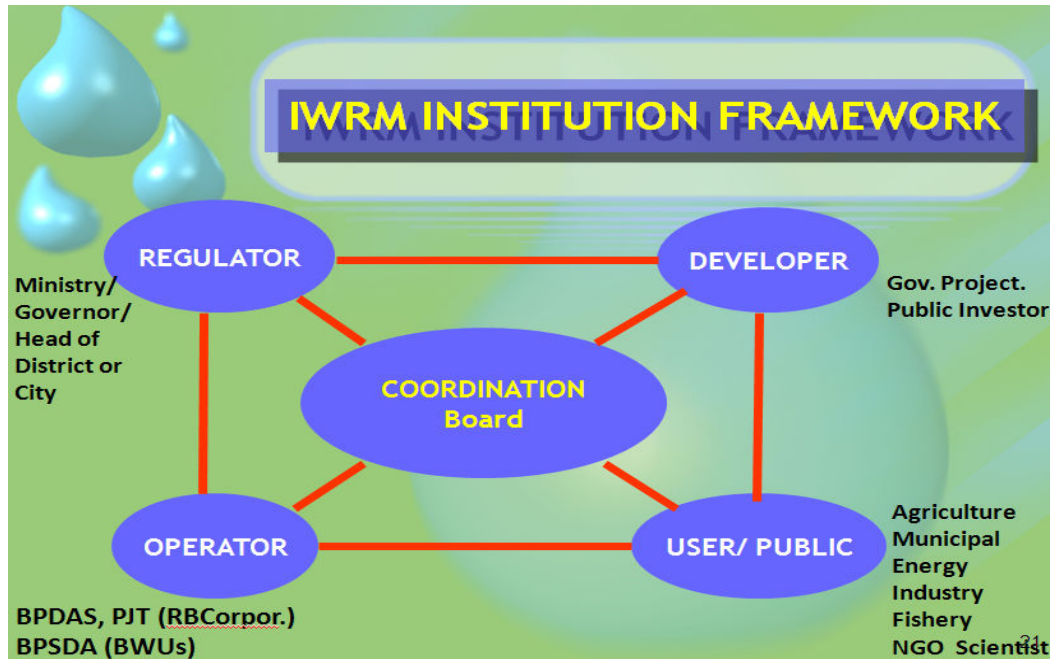 IWRM INSTITUTION FRAMEWORK
REGULATOR
DEVELOPER
Ministry/
Governor/
Head of
District or
City
Gov. Project.
Public Investor
COORDINATION
Board
OPERATOR
USER/ PUBLIC
BPDAS, PJT (RBCorpor.)
BPSDA (BWUs)
Agriculture
Municipal
Energy
Industry
Fishery
NGO Scientist
21